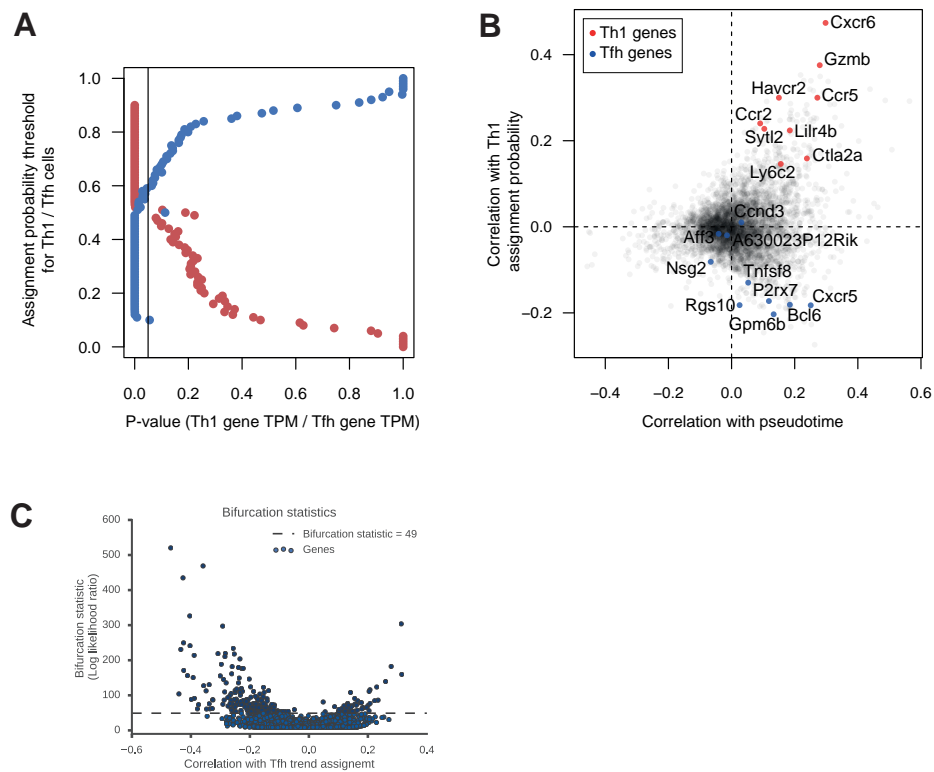 A
Assignment probability threshold
for Th1 / Tfh cells
1.0
0.8
0.6
0.4
0.2
0.0
0.0 0.2 0.4 0.6 0.8 1.0
P-value (Th1 gene TPM / Tfh gene TPM)
B
Th1 genes
Tfh genes
Correlation with Th1
assignment probability
0.4
0.2
0.0
−0.2
Cxcr6
Gzmb
Havcr2
Ccr5
Ccr2
Sytl2
Lilr4b
Ctla2a
Ly6c2
Ccnd3
Aff3
A630023P12Rik
Nsg2
Tnfsf8
P2rx7
Cxcr5
Rgs10
Bcl6
Gpm6b
−0.4 −0.2 0.0 0.2 0.4 0.6
Correlation with pseudotime
C
Bifurcation statistics
Bifurcation statistic = 49
Genes
Bifurcation statistic
(Log likelihood ratio)
600
500
400
300
200
100
0
−0.6 −0.4 −0.2 0.0 0.2 0.4
Correlation with Tfh trend assignemt